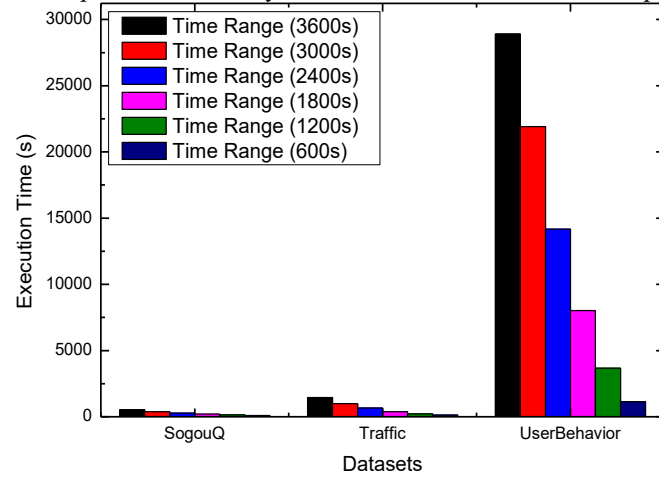 30000
25000
20000
15000
10000
5000
0
Execution Time (s)
Time Range (3600s)
Time Range (3000s)
Time Range (2400s)
Time Range (1800s)
Time Range (1200s)
Time Range (600s)
SogouQ Traffic UserBehavior
Datasets